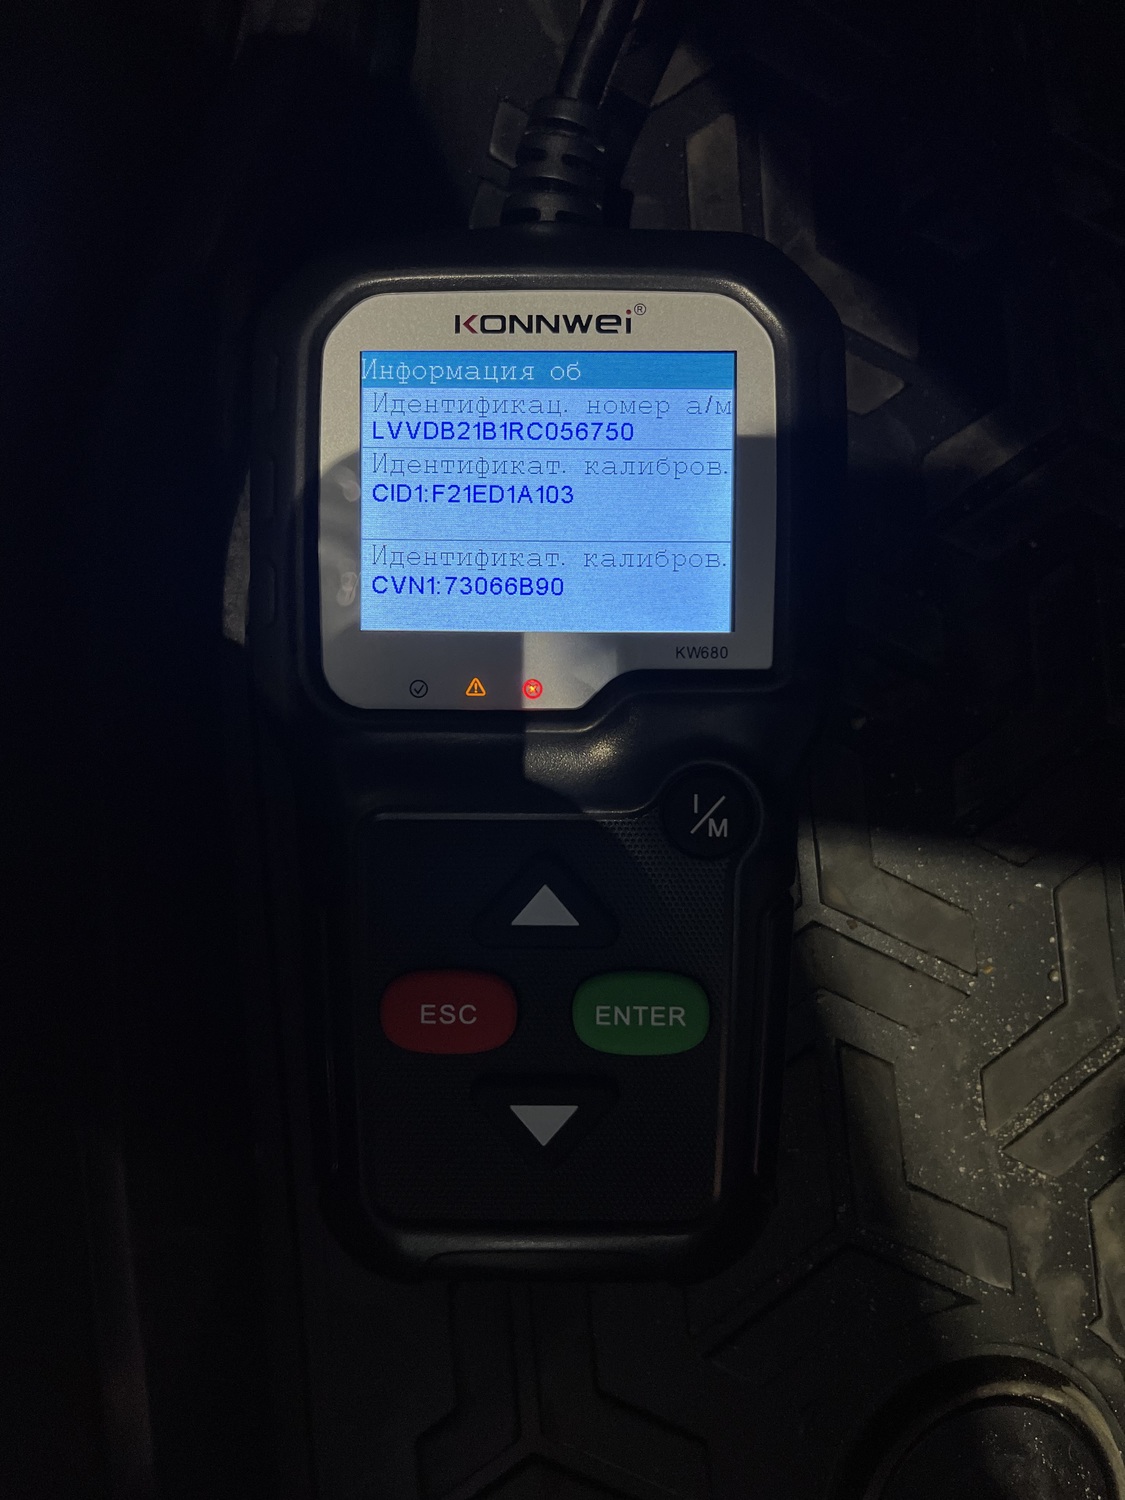 KONNWEI®
Информация об
Идентификац. номер а/м
LVVDB21B1RC056750
Идентификат. калибров.
CID1:F21ED1A103
Идентификат. калибров.
CVN1:73066B90
KW680
I/M
ESC
ENTER